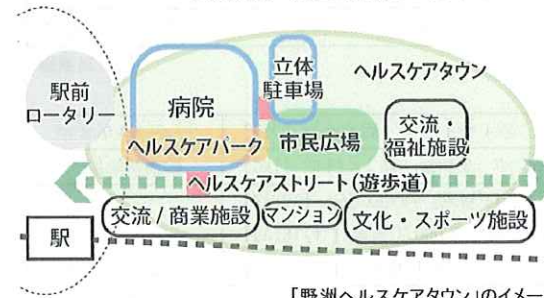 駅前
ロータリー
病院
立体
駐車場
ヘルスケアタウン
ヘルスケアパーク
市民広場
交流・
福祉施設
ヘルスケアストリート(遊歩道)
交流/商業施設
マンション
文化・スポーツ施設
駅
「野洲ヘルスケアタウン」のイメー